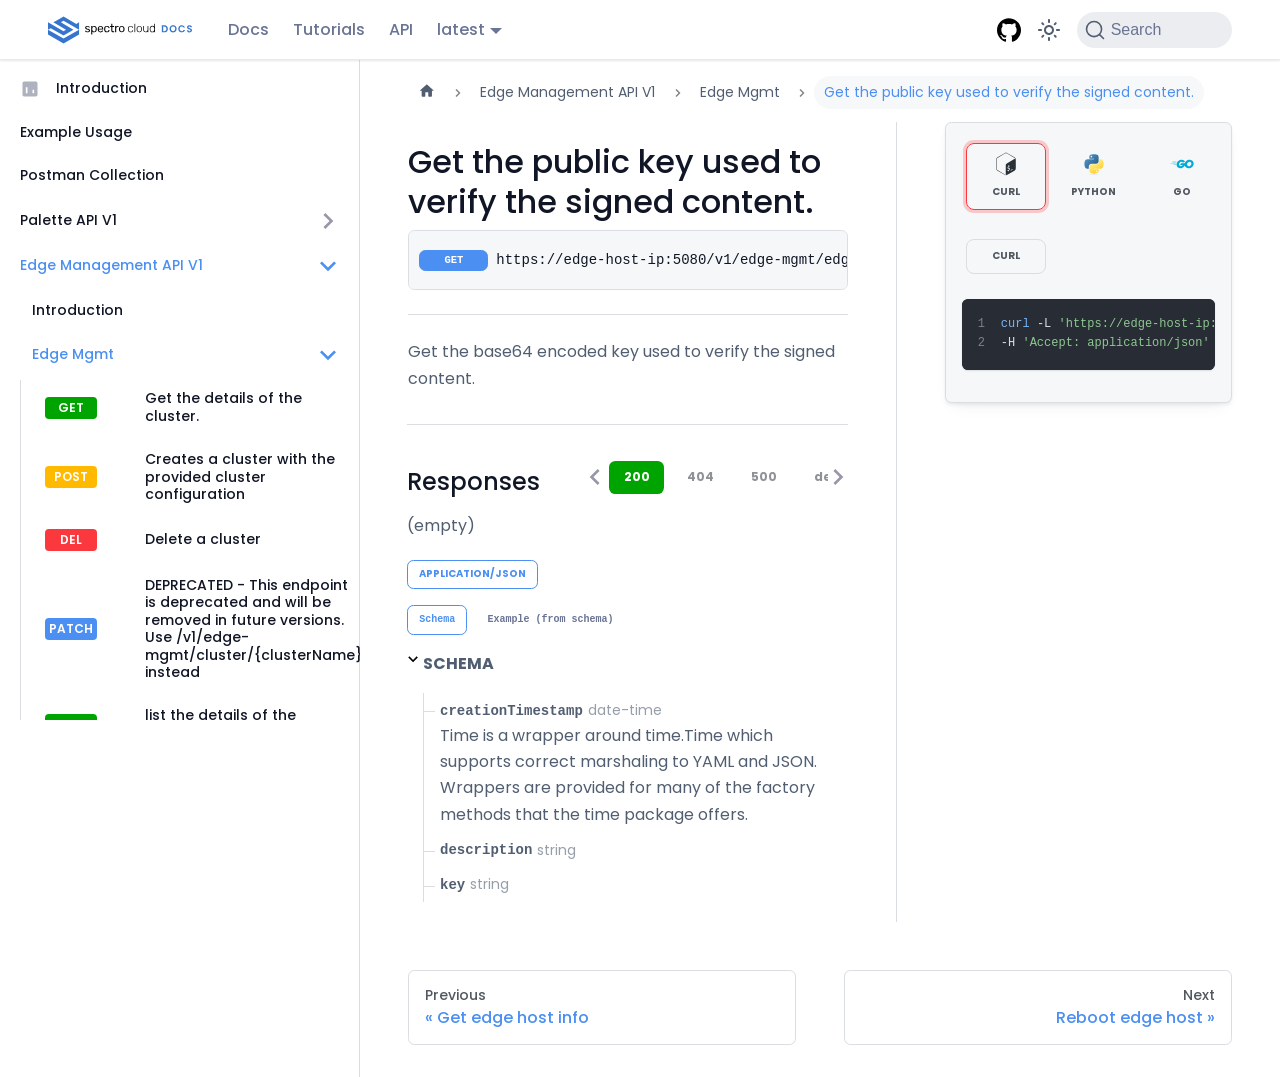 spectro cloud DOCS
Docs
Tutorials
API
latest
Search
Introduction
Example Usage
Postman Collection
Palette API V1
Edge Management API V1
Introduction
Edge Mgmt
GET
Get the details of the
cluster.
POST
Creates a cluster with the
provided cluster
configuration
DEL
Delete a cluster
PATCH
DEPRECATED - This endpoint
is deprecated and will be
removed in future versions.
Use /v1/edge-
mgmt/cluster/{clusterName}
instead
list the details of the
Edge Management API V1
Edge Mgmt
Get the public key used to verify the signed content.
Get the public key used to
verify the signed content.
GET
https://edge-host-ip:5080/v1/edge-mgmt/edg
Get the base64 encoded key used to verify the signed
content.
Responses
200
404
500
de
(empty)
APPLICATION/JSON
Schema
Example (from schema)
SCHEMA
creationTimestamp date-time
Time is a wrapper around time.Time which
supports correct marshaling to YAML and JSON.
Wrappers are provided for many of the factory
methods that the time package offers.
description string
key string
CURL
PYTHON
GO
CURL
1 curl -L 'https://edge-host-ip:
2 -H 'Accept: application/json'
Previous
« Get edge host info
Next
Reboot edge host »